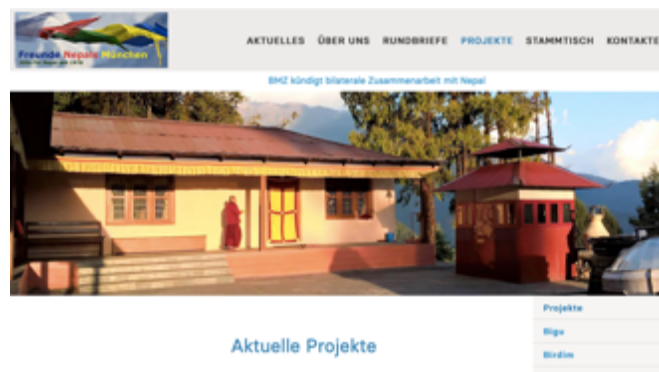 Freunde Nepals München
AKTUELLES ÜBER UNS RUNDBRIEFE PROJEKTE STAMMTISCH KONTAKTE
BMZ kündigt bilaterale Zusammenarbeit mit Nepal
Projekte
Bigu
Aktuelle Projekte
Birdim